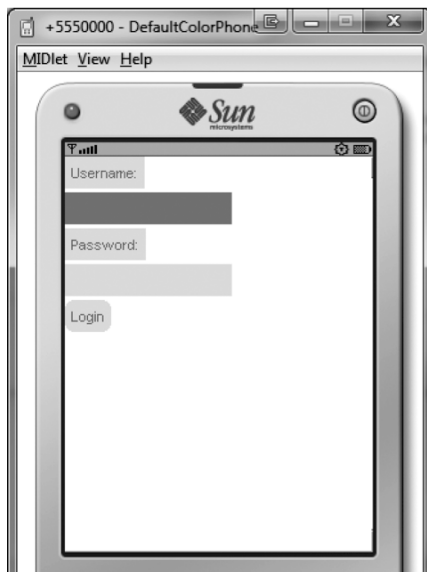 +5550000 - DefaultColorPhone
MIDlet View Help
Sun
microsystems
Username:
Password:
Login